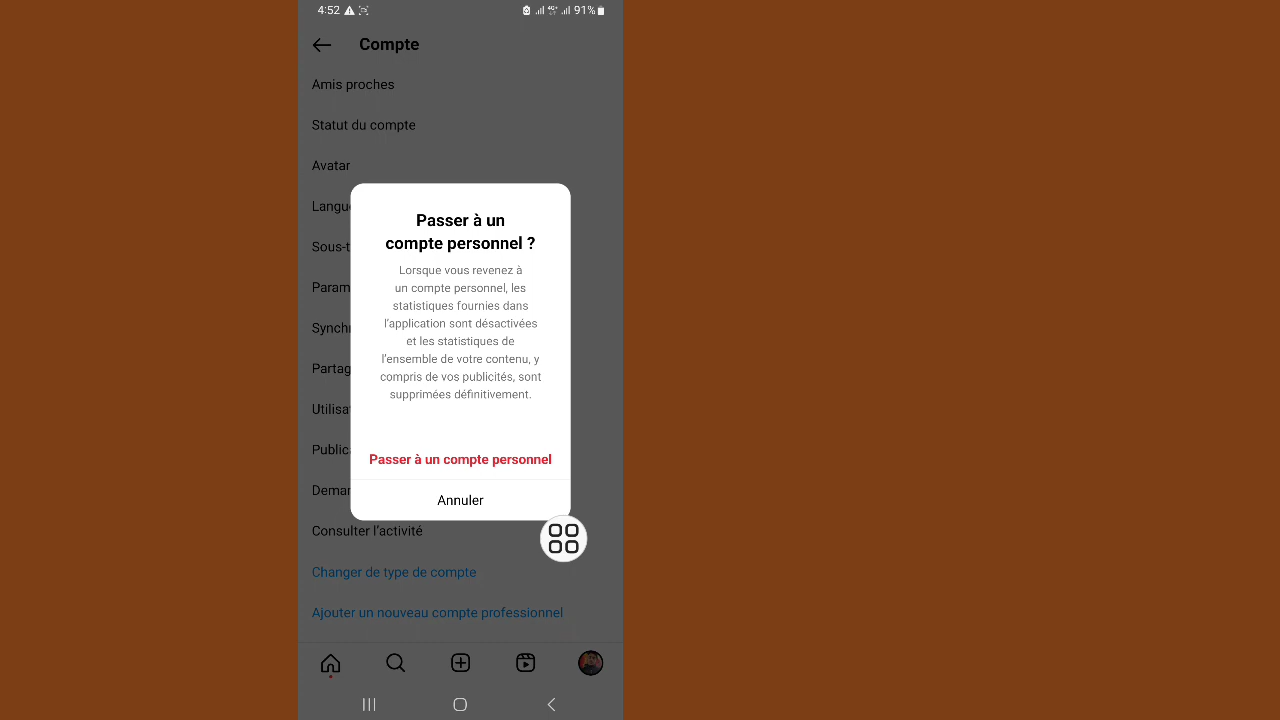 4:52
4G+
91%
Compte
Amis proches
Statut du compte
Avatar
Passer à un
compte personnel ?
Lorsque vous revenez à
un compte personnel, les
statistiques fournies dans
l'application sont désactivées
et les statistiques de
l'ensemble de votre contenu, y
compris de vos publicités, sont
supprimées définitivement.
Passer à un compte personnel
Annuler
Consulter l'activité
Changer de type de compte
Ajouter un nouveau compte professionnel